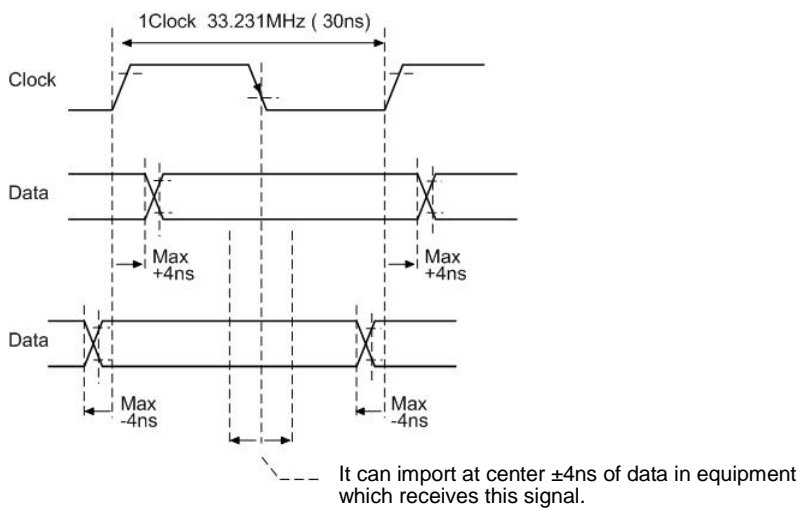 1Clock 33.231MHz ( 30ns)
Clock
Data
Max
+4ns
Max
+4ns
Data
Max
-4ns
Max
-4ns
It can import at center ±4ns of data in equipment
which receives this signal.